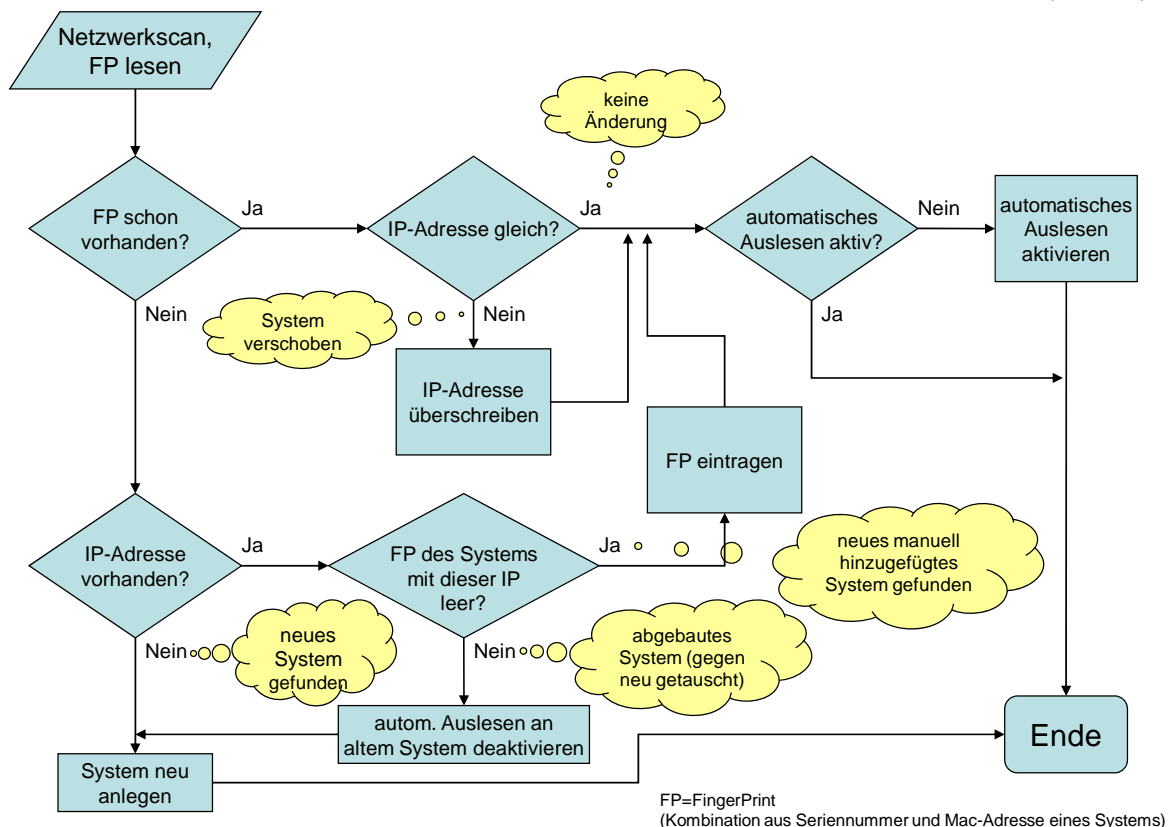 Netzwerkscan,
FP lesen
keine
Änderung
FP schon
vorhanden?
Ja
IP-Adresse gleich?
Ja
automatisches
Auslesen aktiv?
Nein
automatisches
Auslesen
aktivieren
Nein
System
verschoben
Nein
Ja
IP-Adresse
überschreiben
FP eintragen
IP-Adresse
vorhanden?
Ja
FP des Systems
mit dieser IP
leer?
Ja
neues manuell
hinzugefügtes
System gefunden
Nein
neues
System
gefunden
Nein
abgebautes
System (gegen
neu getauscht)
autom. Auslesen an
altem System deaktivieren
Ende
System neu
anlegen
FP=FingerPrint
(Kombination aus Seriennummer und Mac-Adresse eines Systems)